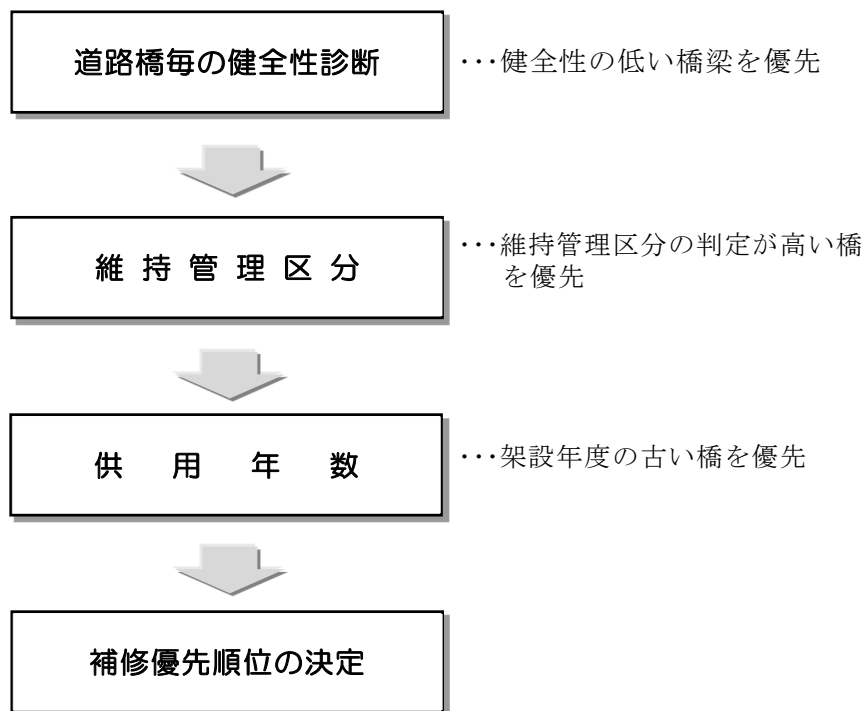 道路橋毎の健全性診断
･･･健全性の低い橋梁を優先
維持管理区分
･･･維持管理区分の判定が高い橋
を優先
供用年数
･･･架設年度の古い橋を優先
補修優先順位の決定